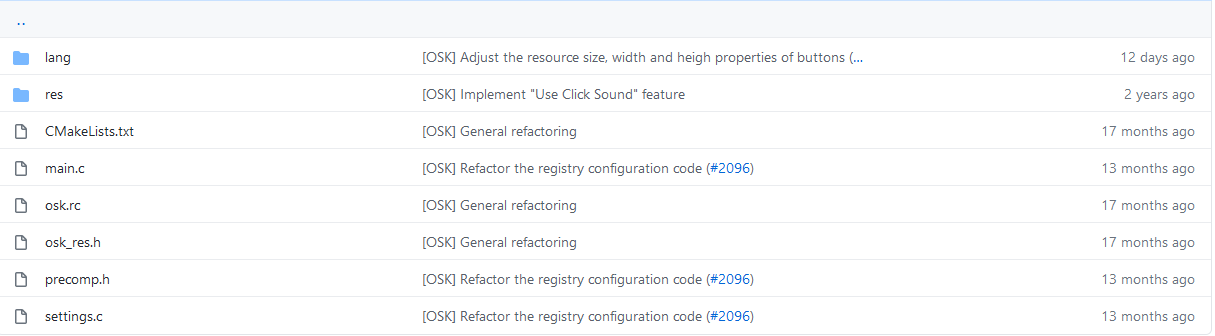 ..
lang [OSK] Adjust the resource size, width and heigh properties of buttons (... 12 days ago
res [OSK] Implement "Use Click Sound" feature 2 years ago
CMakeLists.txt [OSK] General refactoring 17 months ago
main.c [OSK] Refactor the registry configuration code (#2096) 13 months ago
osk.rc [OSK] General refactoring 17 months ago
osk_res.h [OSK] General refactoring 17 months ago
precomp.h [OSK] Refactor the registry configuration code (#2096) 13 months ago
settings.c [OSK] Refactor the registry configuration code (#2096) 13 months ago